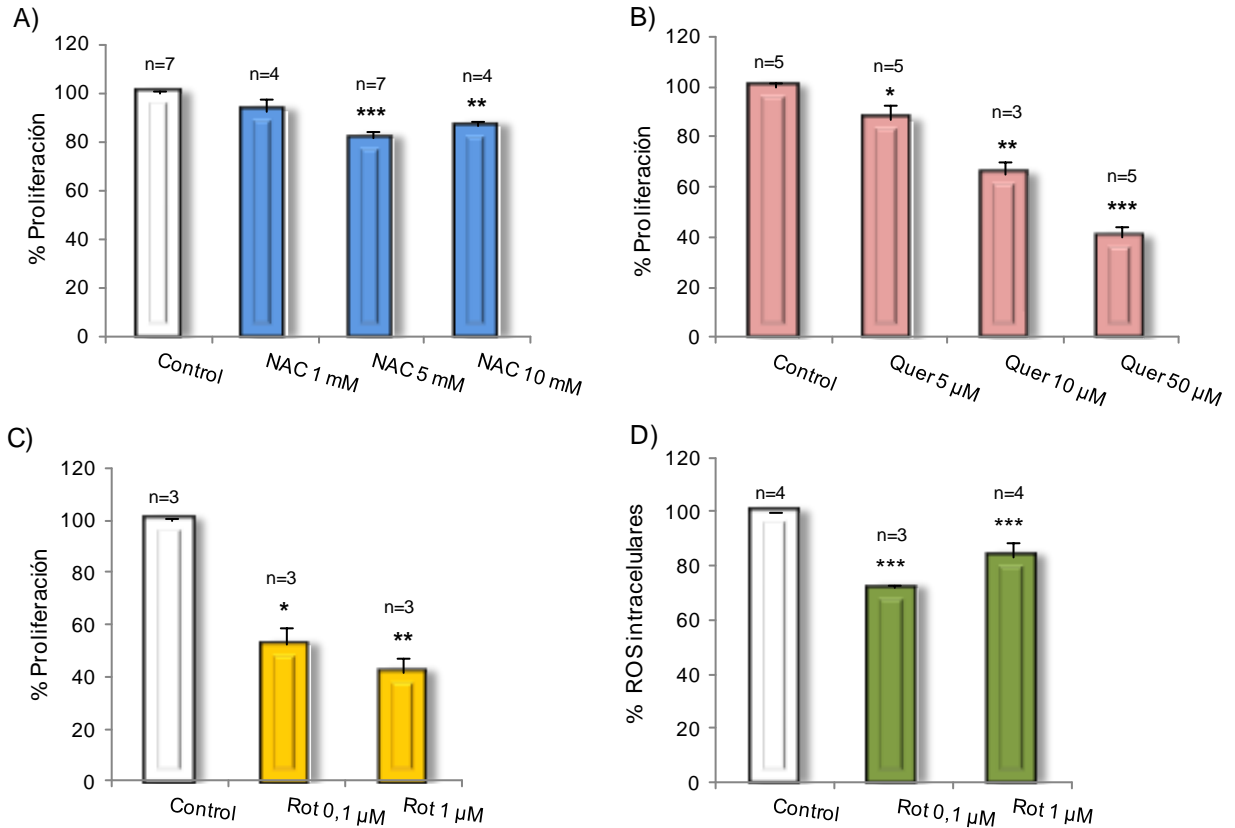 A)
120
100
80
60
40
20
0
% Proliferación
n=7
n=4
n=7
***
n=4
**
Control
NAC 1 mM
NAC 5 mM
NAC 10 mM
B)
120
100
80
60
40
20
0
% Proliferación
n=5
n=5
*
n=3
**
n=5
***
Control
Quer 5 µM
Quer 10 µM
Quer 50 µM
C)
120
100
80
60
40
20
0
% Proliferación
n=3
n=3
*
n=3
**
Control
Rot 0,1 µM
Rot 1 µM
D)
120
100
80
60
40
20
0
% ROS intracelulares
n=4
n=3
***
n=4
***
Control
Rot 0,1 µM
Rot 1 µM